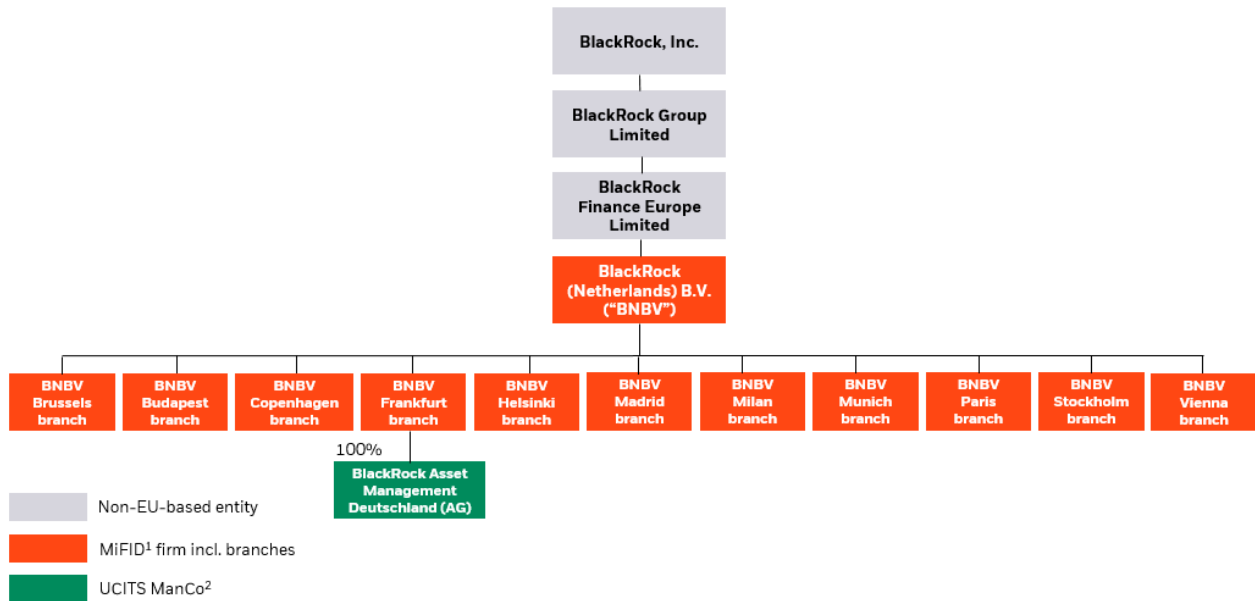 BlackRock, Inc.
BlackRock Group
Limited
BlackRock
Finance Europe
Limited
BlackRock
(Netherlands) B.V.
(“BNBV”)
BNBV
Brussels
branch
BNBV
Budapest
branch
BNBV
Copenhagen
branch
BNBV
Frankfurt
branch
BNBV
Helsinki
branch
BNBV
Madrid
branch
BNBV
Milan
branch
BNBV
Munich
branch
BNBV
Paris
branch
BNBV
Stockholm
branch
BNBV
Vienna
branch
100%
BlackRock Asset
Management
Deutschland (AG)
Non-EU-based entity
MiFID¹ firm incl. branches
UCITS ManCo²